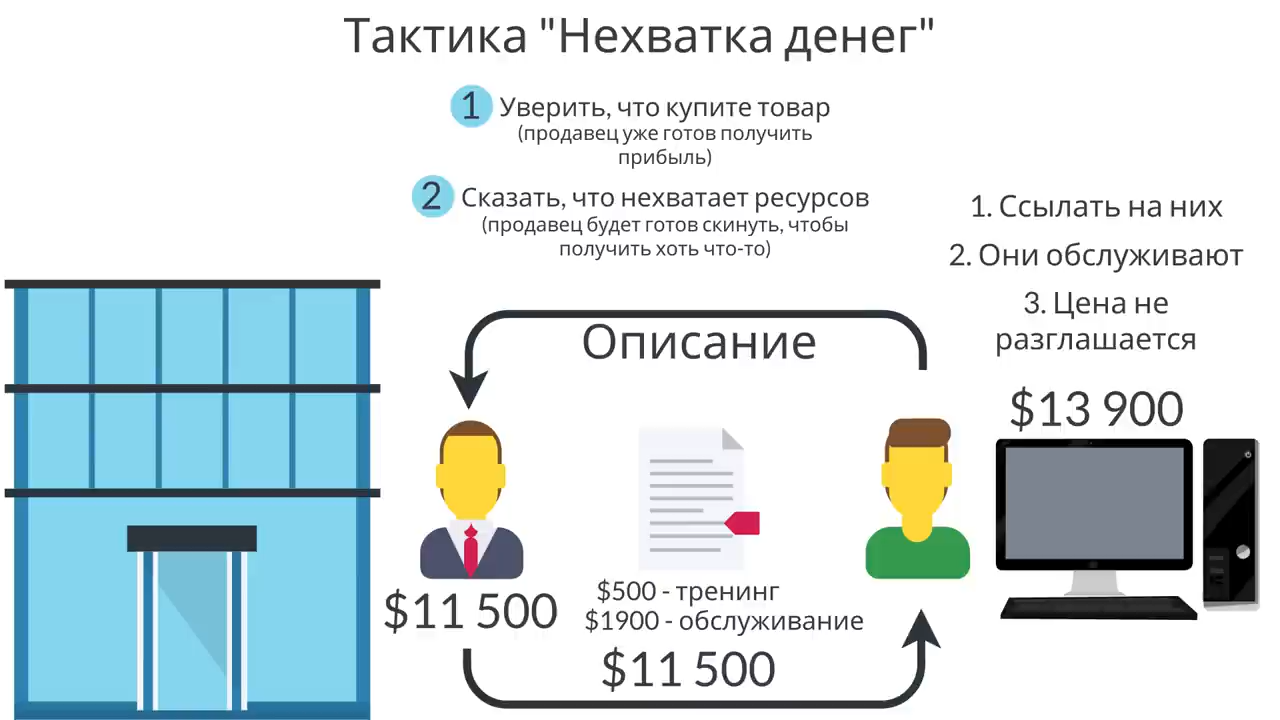 Тактика "Нехватка денег"
1 Уверить, что купите товар
(продавец уже готов получить
прибыль)
2 Сказать, что нехватает ресурсов
(продавец будет готов скинуть, чтобы
получить хоть что-то)
1. Ссылать на них
2. Они обслуживают
3. Цена не
разглашается
Описание
$13 900
$11 500
$500 - тренинг
$1900 - обслуживание
$11 500